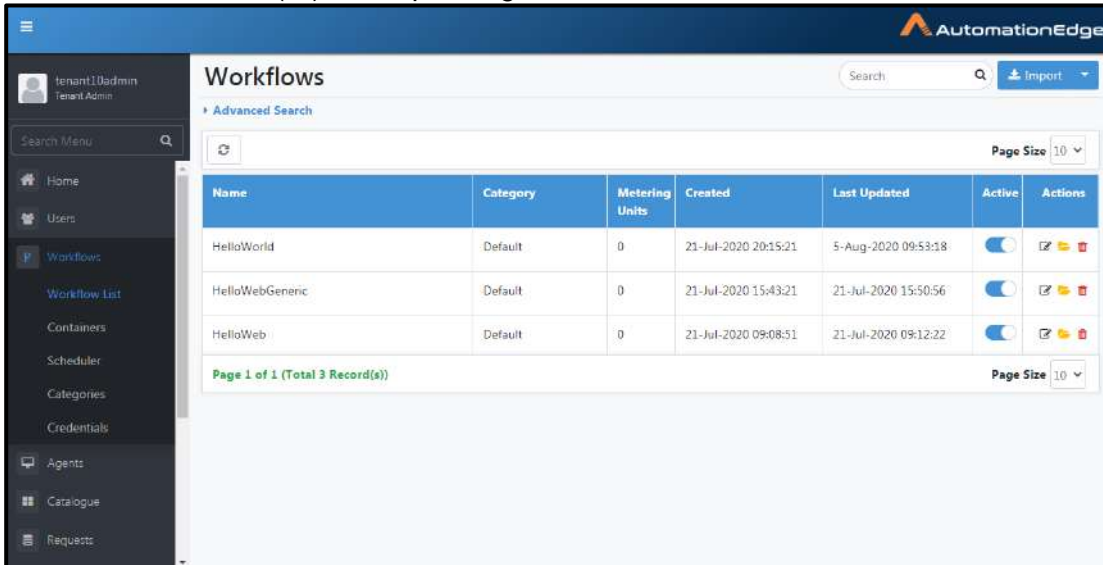 AutomationEdge
tenant10admin
Tenant Admin
Search Menu
Home
Users
Workflows
Workflow List
Containers
Scheduler
Categories
Credentials
Agents
Catalogue
Requests
Workflows
Search
Import
Advanced Search
Page Size 10
Name Category Metering Units Created Last Updated Active Actions
HelloWorld Default 0 21-Jul-2020 20:15:21 5-Aug-2020 09:53:18
HelloWebGeneric Default 0 21-Jul-2020 15:43:21 21-Jul-2020 15:50:56
HelloWeb Default 0 21-Jul-2020 09:08:51 21-Jul-2020 09:12:22
Page 1 of 1 (Total 3 Record(s))
Page Size 10